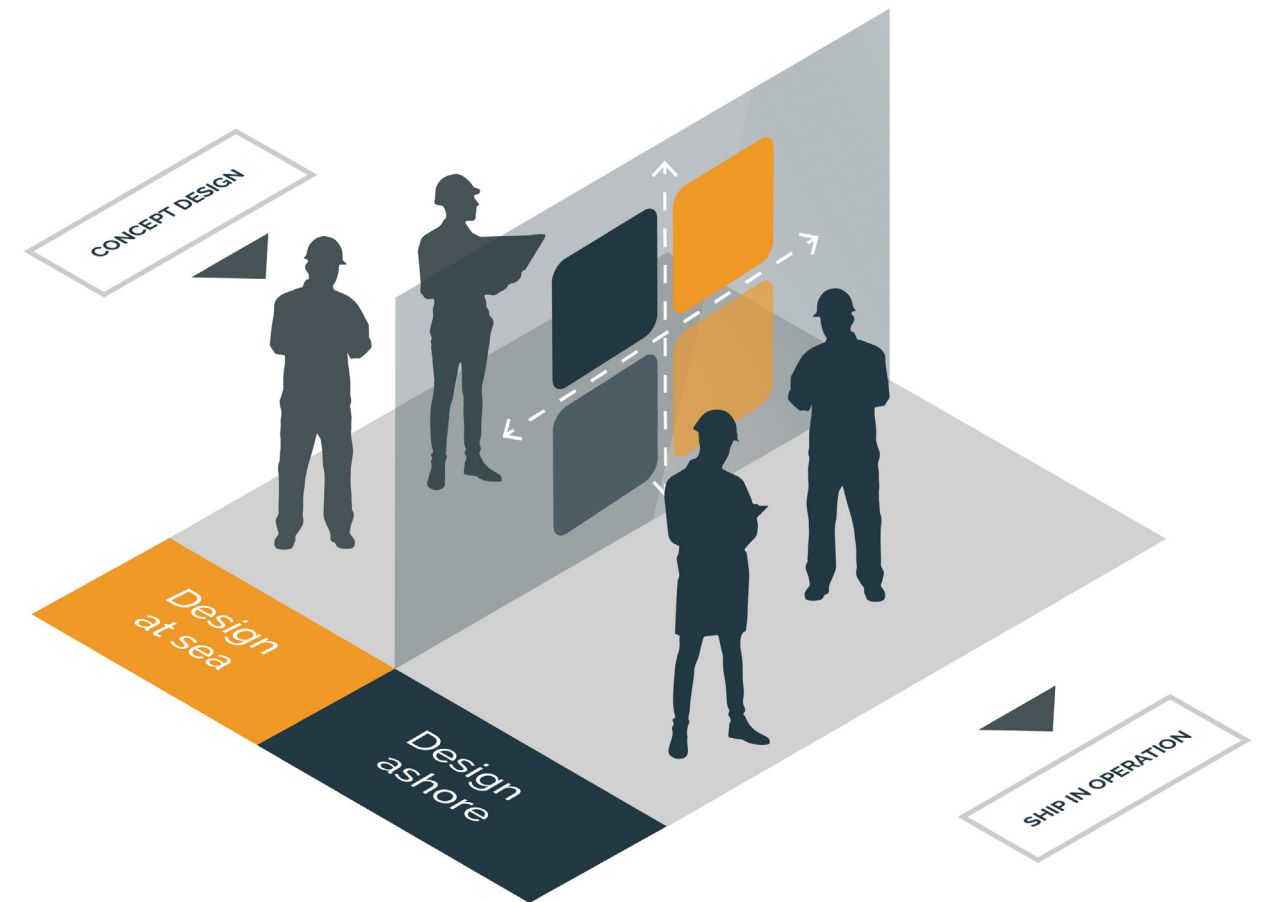 CONCEPT DESIGN
Design
at sea
Design
ashore
SHIP IN OPERATION